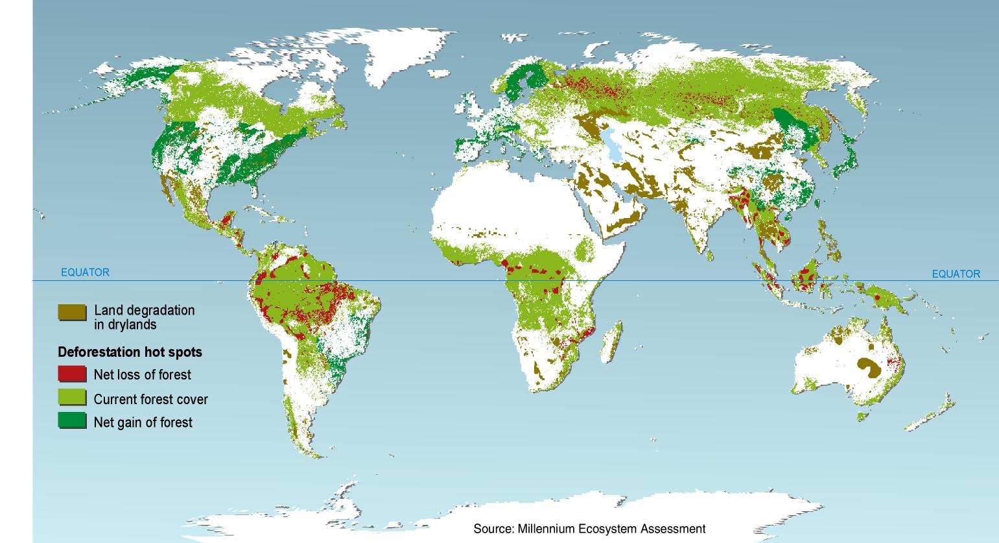 EQUATOR
EQUATOR
Land degradation
in drylands
Deforestation hot spots
Net loss of forest
Current forest cover
Net gain of forest
Source: Millennium Ecosystem Assessment